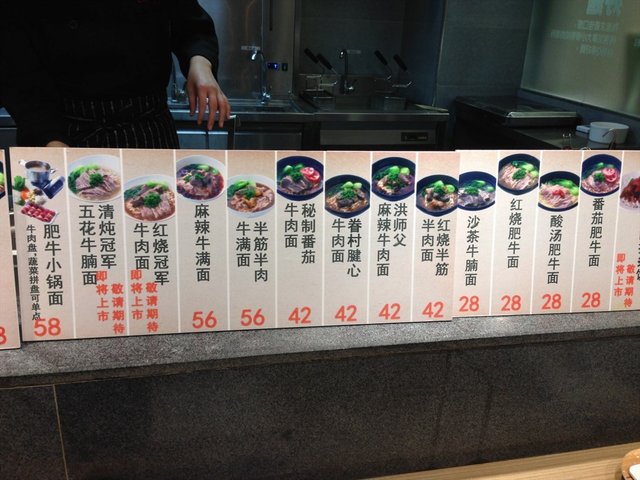 肥牛小锅面
牛肉盘,蔬菜拼盘可单点
58
清炖冠军
五花牛腩面
敬请期待
即将上市
红烧冠军
牛肉面
敬请期待
即将上市
麻辣牛满面
56
半筋半肉
牛满面
56
秘制番茄
牛肉面
42
眷村腱心
牛肉面
42
洪师父
麻辣牛肉面
42
红烧半筋
半肉面
42
沙茶牛腩面
28
红烧肥牛面
28
酸汤肥牛面
28
番茄肥牛面
28
敬请期待
即将上市